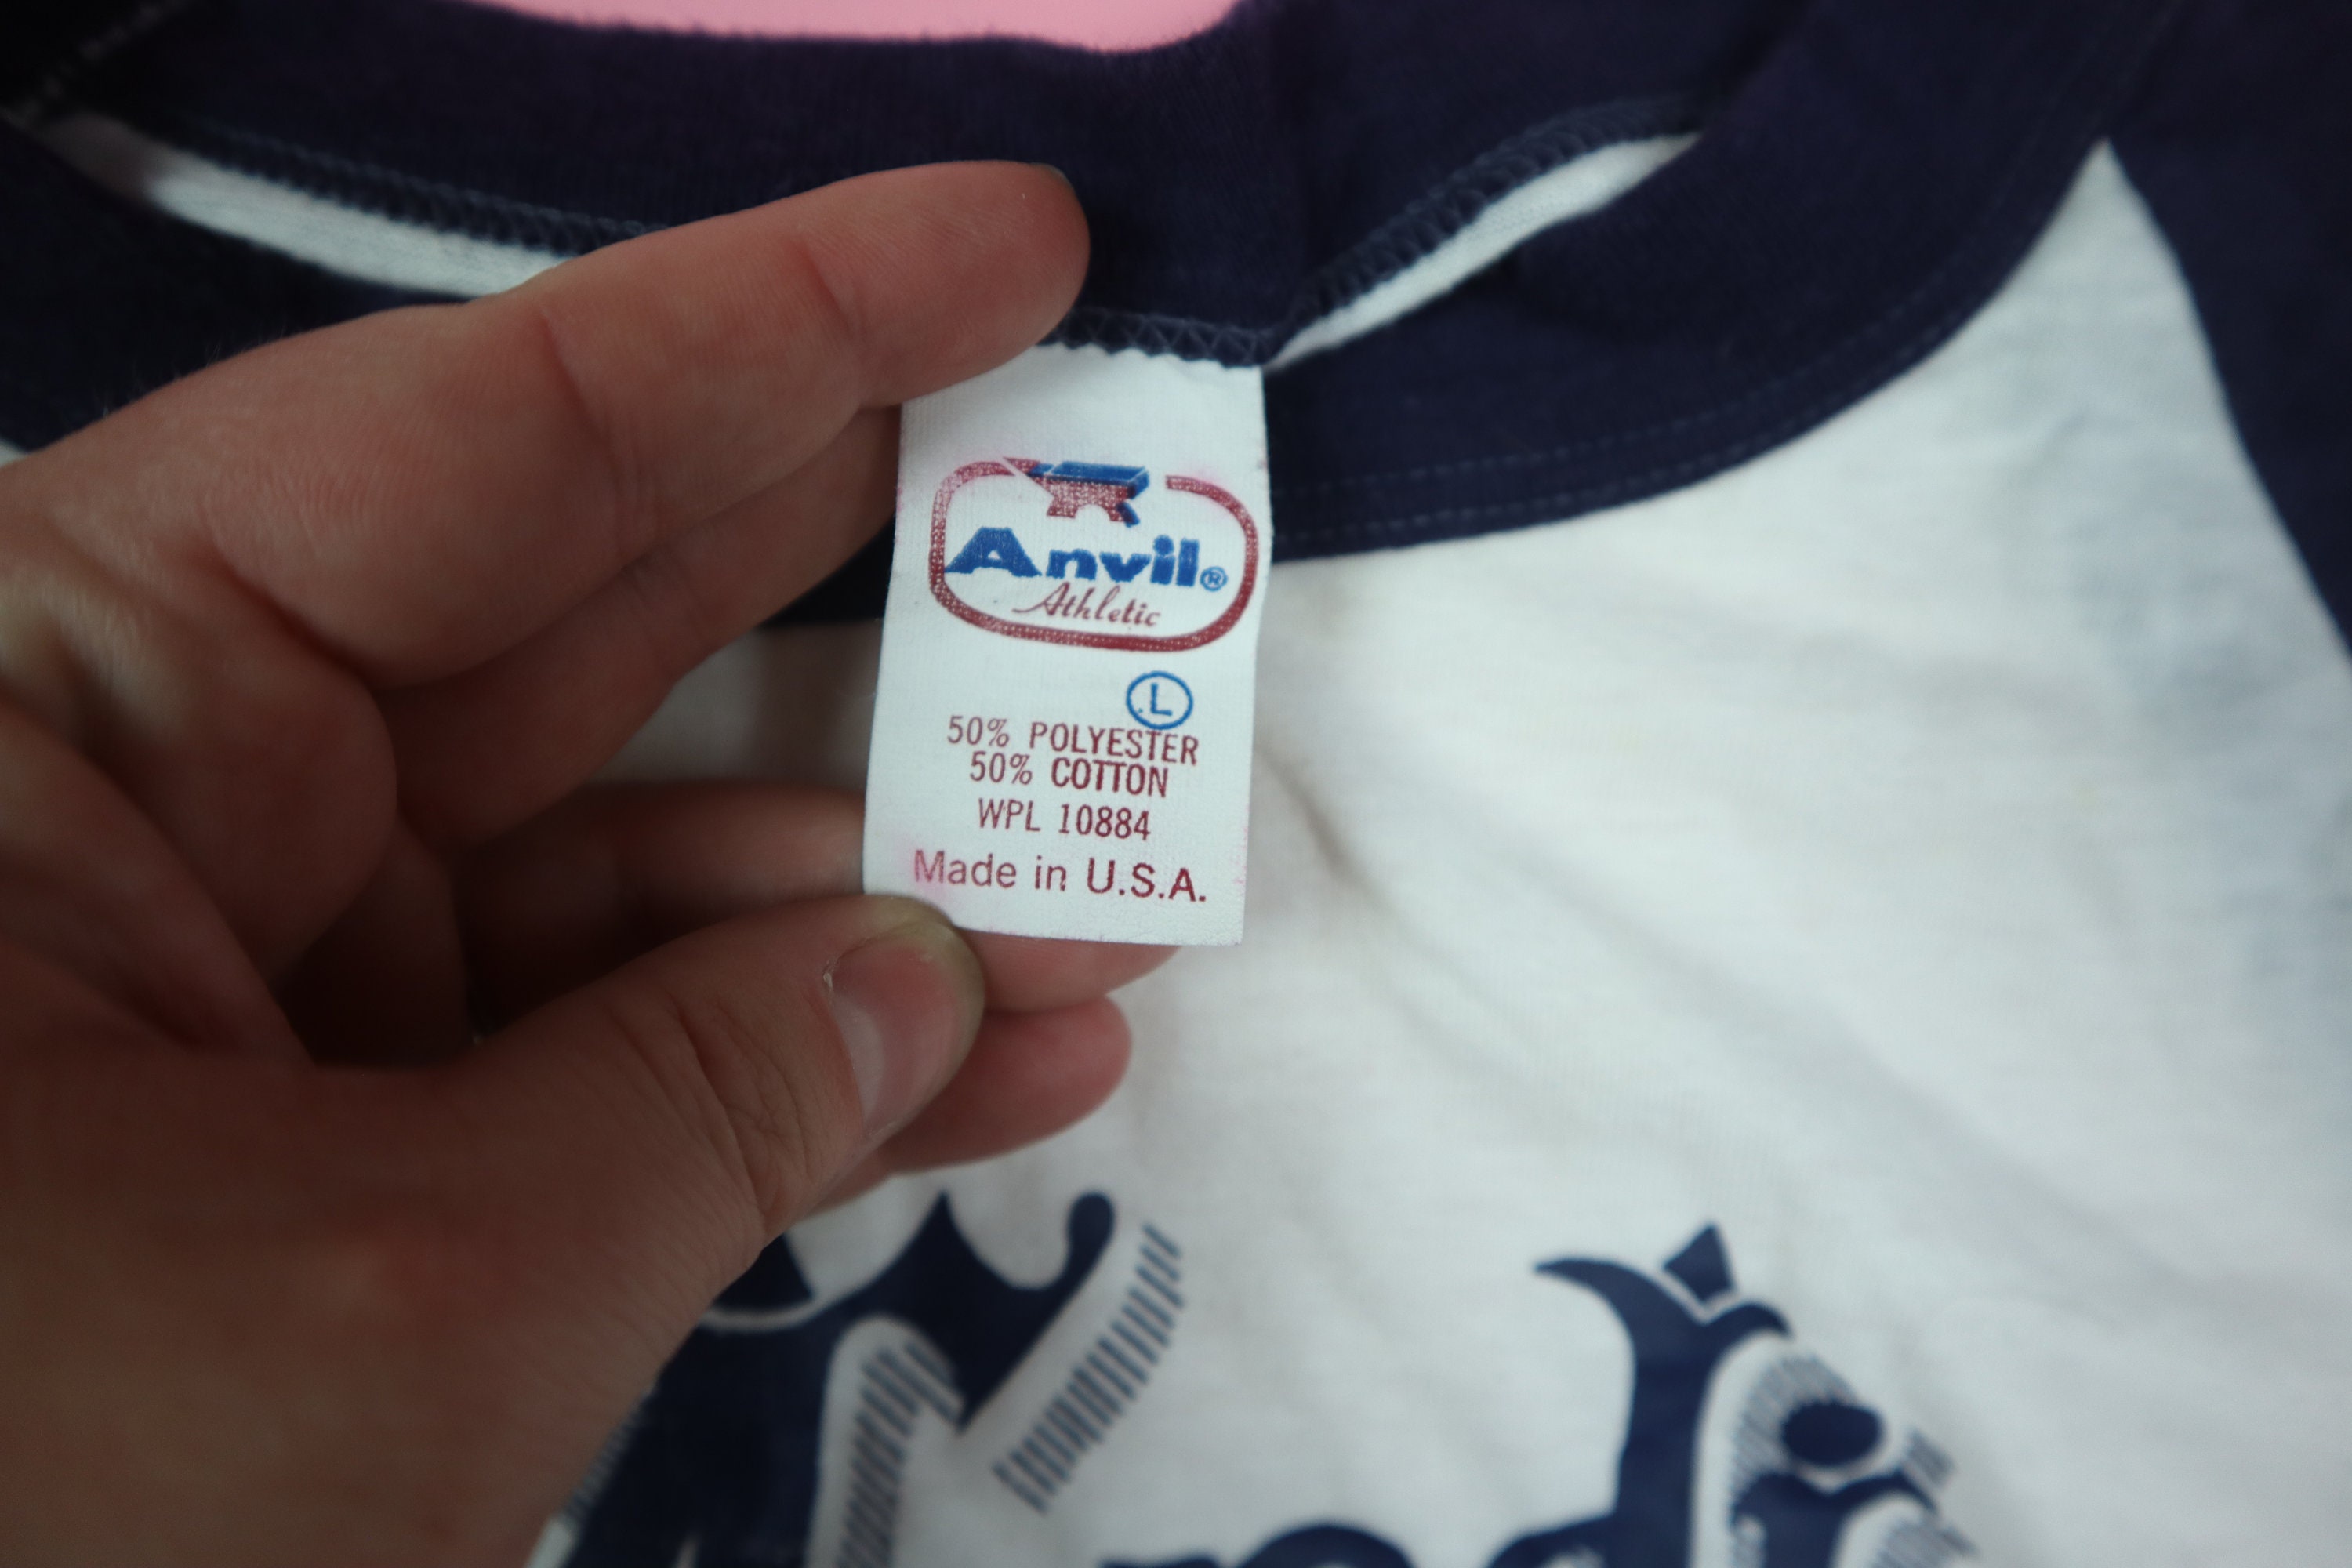 Anvil®
Athletic
L
50% POLYESTER
50% COTTON
WPL 10884
Made in U.S.A.